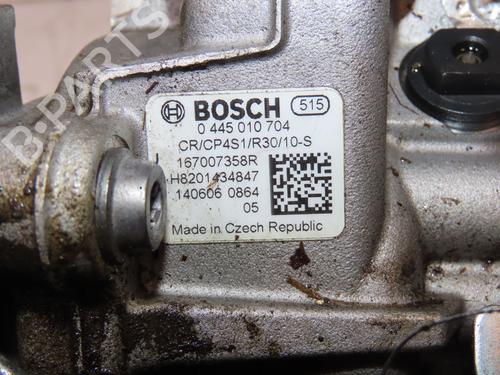 B-PARTS
BOSCH 515
0 445 010 704
CR/CP4S1/R30/10-S
167007358R
H8201434847
140606 0864
05
Made in Czech Republic